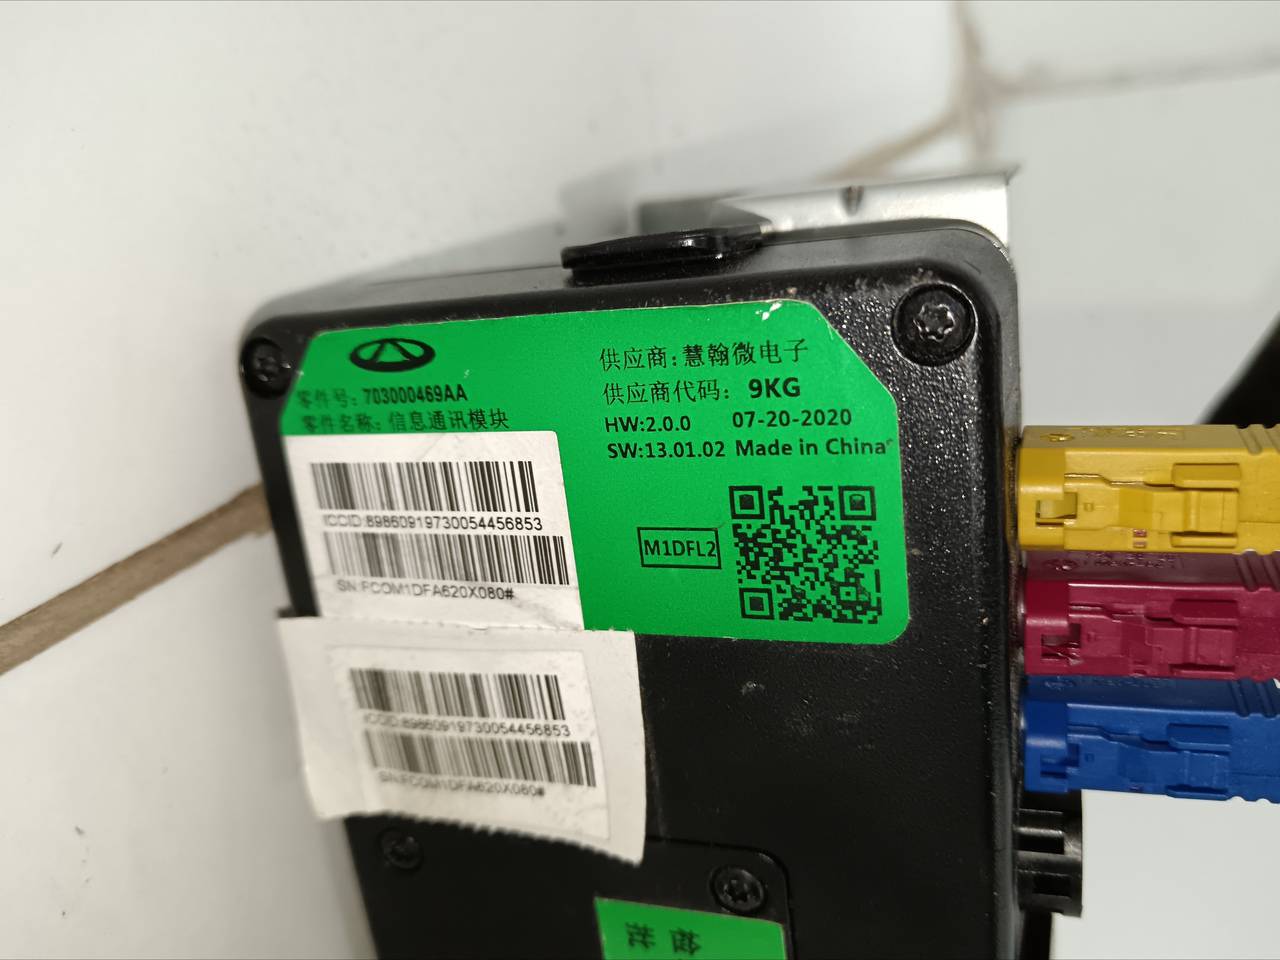 零件号：703000469AA
零件名称：信息通讯模块
供应商：慧翰微电子
供应商代码：9KG
HW:2.0.0 07-20-2020
SW:13.01.02 Made in China
M1DFL2
ICCID:89860919730054456853
SN:FCOM1DFA620X080#
ICCID:89860919730054456853
SN:FCOM1DFA620X080#